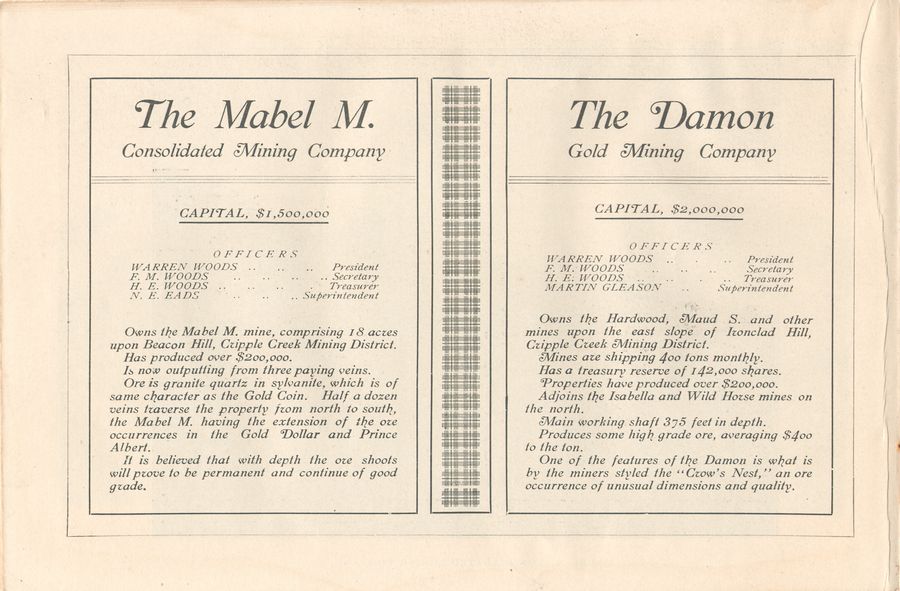 The Mabel M.
Consolidated Mining Company
CAPITAL, $1,500,000
OFFICERS
WARREN WOODS .. .. .. President
F. M. WOODS .. .. .. Secretary
H. E. WOODS .. .. .. . Treasurer
N. E. EADS .. .. .. Superintendent
Owns the Mabel M. mine, comprising 18 acres
upon Beacon Hill, Cripple Creek Mining District.
Has produced over $200,000.
Is now outputting from three paying veins.
Ore is granite quartz in sylvanite, which is of
same character as the Gold Coin. Half a dozen
veins traverse the property from north to south,
the Mabel M. having the extension of the ore
occurrences in the Gold Dollar and Prince
Albert.
It is believed that with depth the ore shoots
will prove to be permanent and continue of good
grade.
The Damon
Gold Mining Company
CAPITAL, $2,000,000
OFFICERS
WARREN WOODS .. . .. President
F. M. WOODS .. .. .. Secretary
H. E. WOODS .. .. .. Treasurer
MARTIN GLEASON .. Superintendent
Owns the Hardwood, Maud S. and other
mines upon the east slope of Ironclad Hill,
Cripple Creek Mining District.
Mines are shipping 400 tons monthly.
Has a treasury reserve of 142,000 shares.
Properties have produced over $200,000.
Adjoins the Isabella and Wild Horse mines on
the north.
Main working shaft 375 feet in depth.
Produces some high grade ore, averaging $400
to the ton.
One of the features of the Damon is what is
by the miners styled the "Crow's Nest," an ore
occurrence of unusual dimensions and quality.